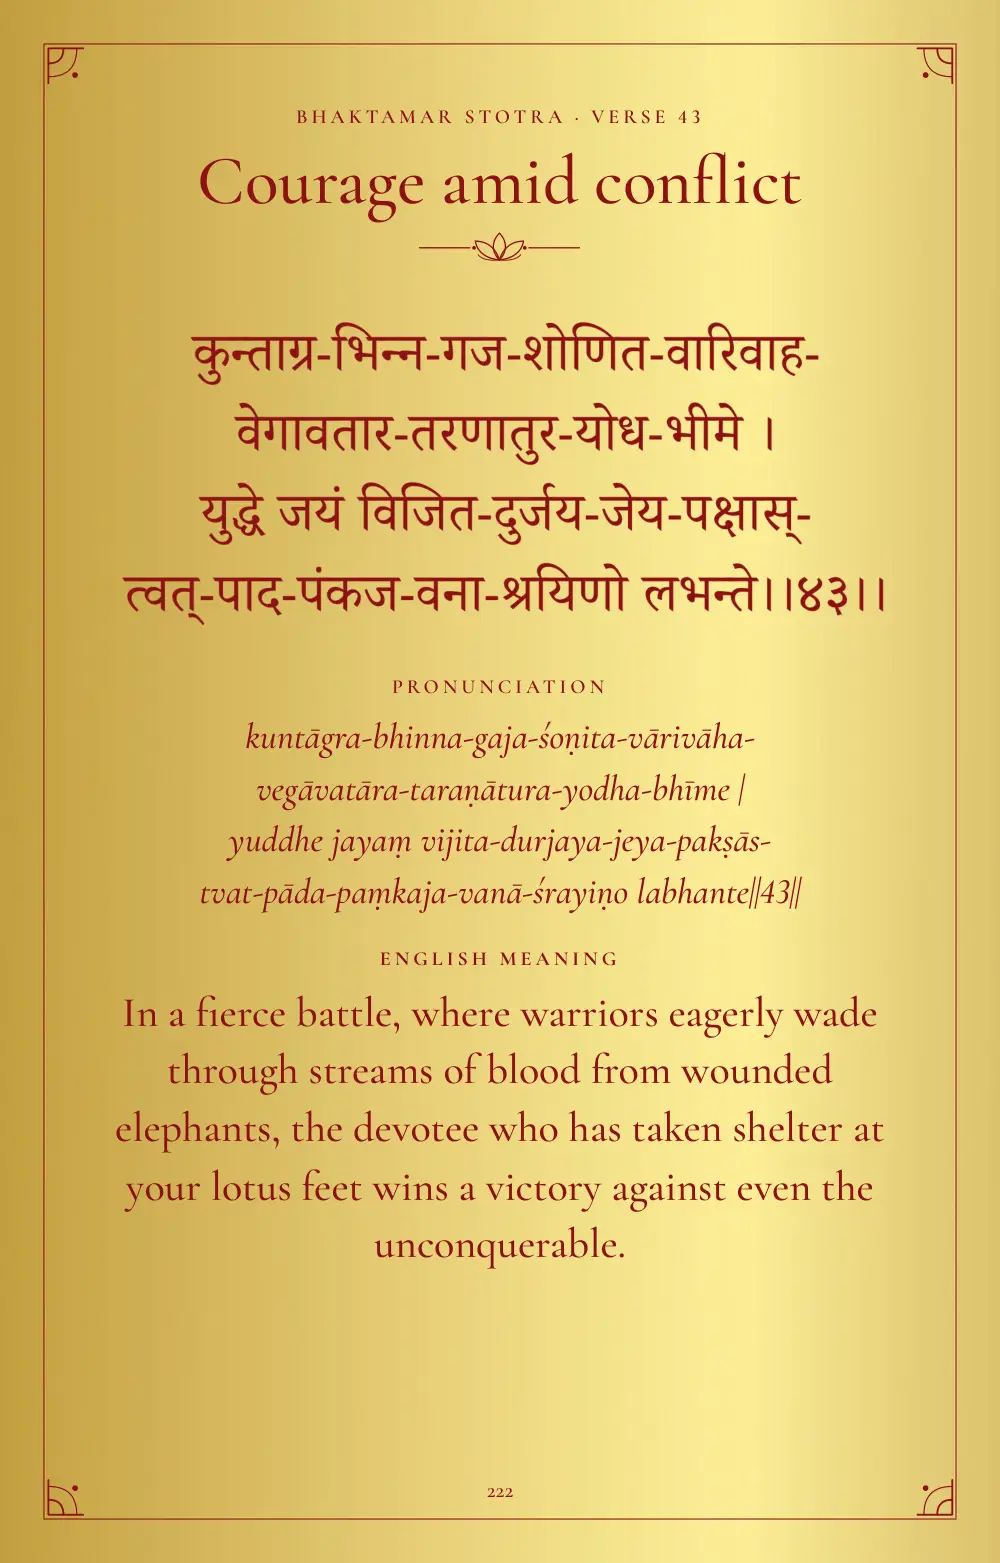 BHAKTAMAR STOTRA · VERSE 43
Courage amid conflict
कुन्ताग्र-भिन्न-गज-शोणित-वारिवाह-
वेगावतार-तरणातुर-योध-भीमे ।
युद्धे जयं विजित-दुर्जय-जेय-पक्षास्-
त्वत्-पाद-पंकज-वना-श्रयिणो लभन्ते।।४३।।
PRONUNCIATION
kuntāgra-bhinna-gaja-śoṇita-vārivāha-
vegāvatāra-taraṇātura-yodha-bhīme |
yuddhe jayaṃ vijita-durjaya-jeya-pakṣās-
tvat-pāda-paṃkaja-vanā-śrayiṇo labhante||43||
ENGLISH MEANING
In a fierce battle, where warriors eagerly wade
through streams of blood from wounded
elephants, the devotee who has taken shelter at
your lotus feet wins a victory against even the
unconquerable.
222